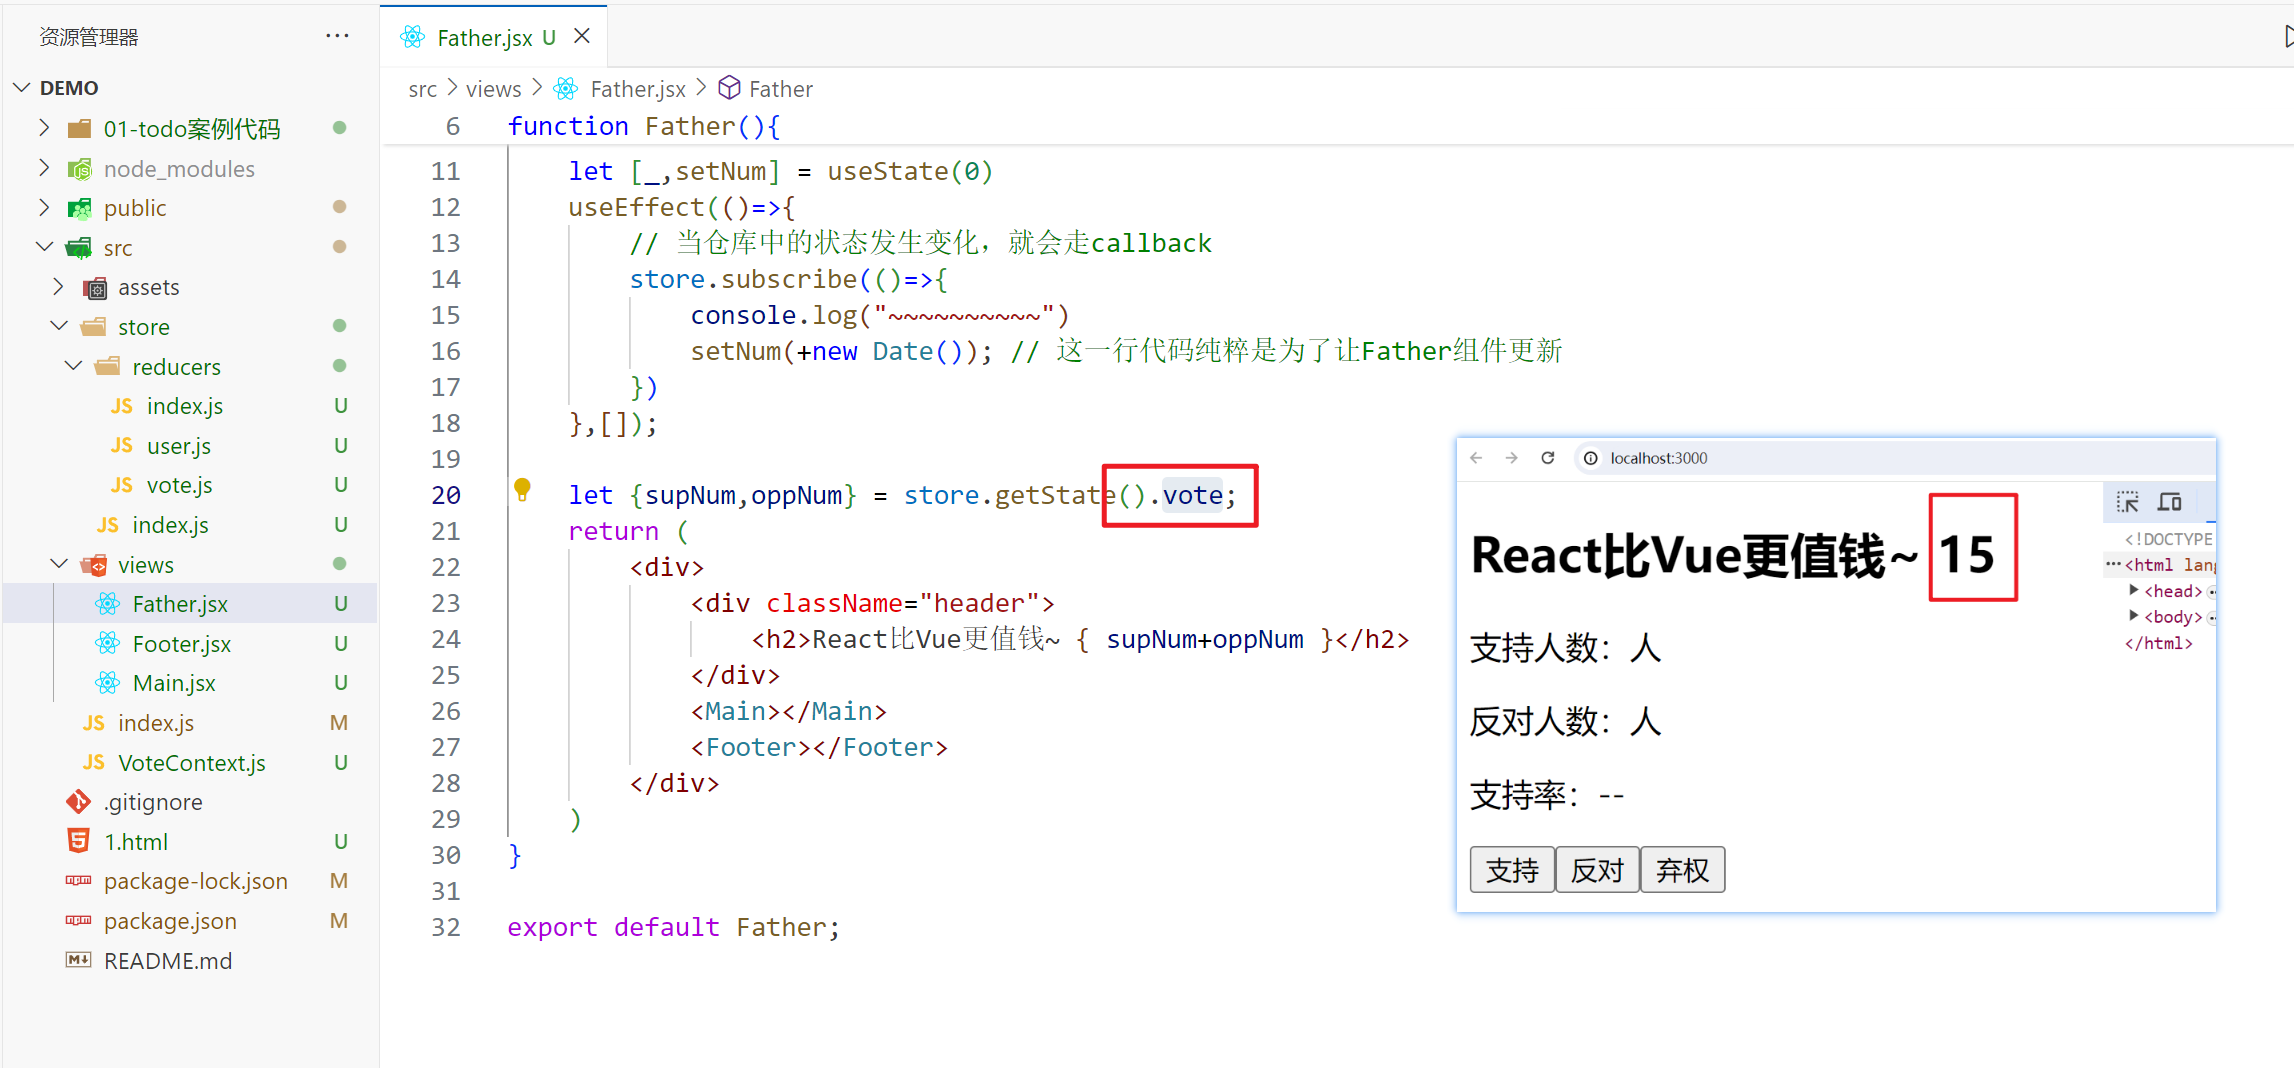 资源管理器
DEMO
01-todo案例代码
node_modules
public
src
assets
store
reducers
JS index.js U
JS user.js U
JS vote.js U
JS index.js U
views
Father.jsx U
Footer.jsx U
Main.jsx U
JS index.js M
JS VoteContext.js U
.gitignore
1.html U
package-lock.json M
package.json M
README.md
Father.jsx U
src > views > Father.jsx > Father
6 function Father(){
11 let [_,setNum] = useState(0)
12 useEffect(()=>{
13 // 当仓库中的状态发生变化，就会走callback
14 store.subscribe(()=>{
15 console.log("~~~~~~~~~~")
16 setNum(+new Date()); // 这一行代码纯粹是为了让Father组件更新
17 })
18 },[]);
19
20 let {supNum,oppNum} = store.getState().vote;
21 return (
22 <div>
23 <div className="header">
24 <h2>React比Vue更值钱~ { supNum+oppNum }</h2>
25 </div>
26 <Main></Main>
27 <Footer></Footer>
28 </div>
29 )
30 }
31
32 export default Father;
localhost:3000
React比Vue更值钱~ 15
支持人数：人
反对人数：人
支持率：--
支持 反对 弃权
<!DOCTYPE
<html lang
<head>
<body>
</html>